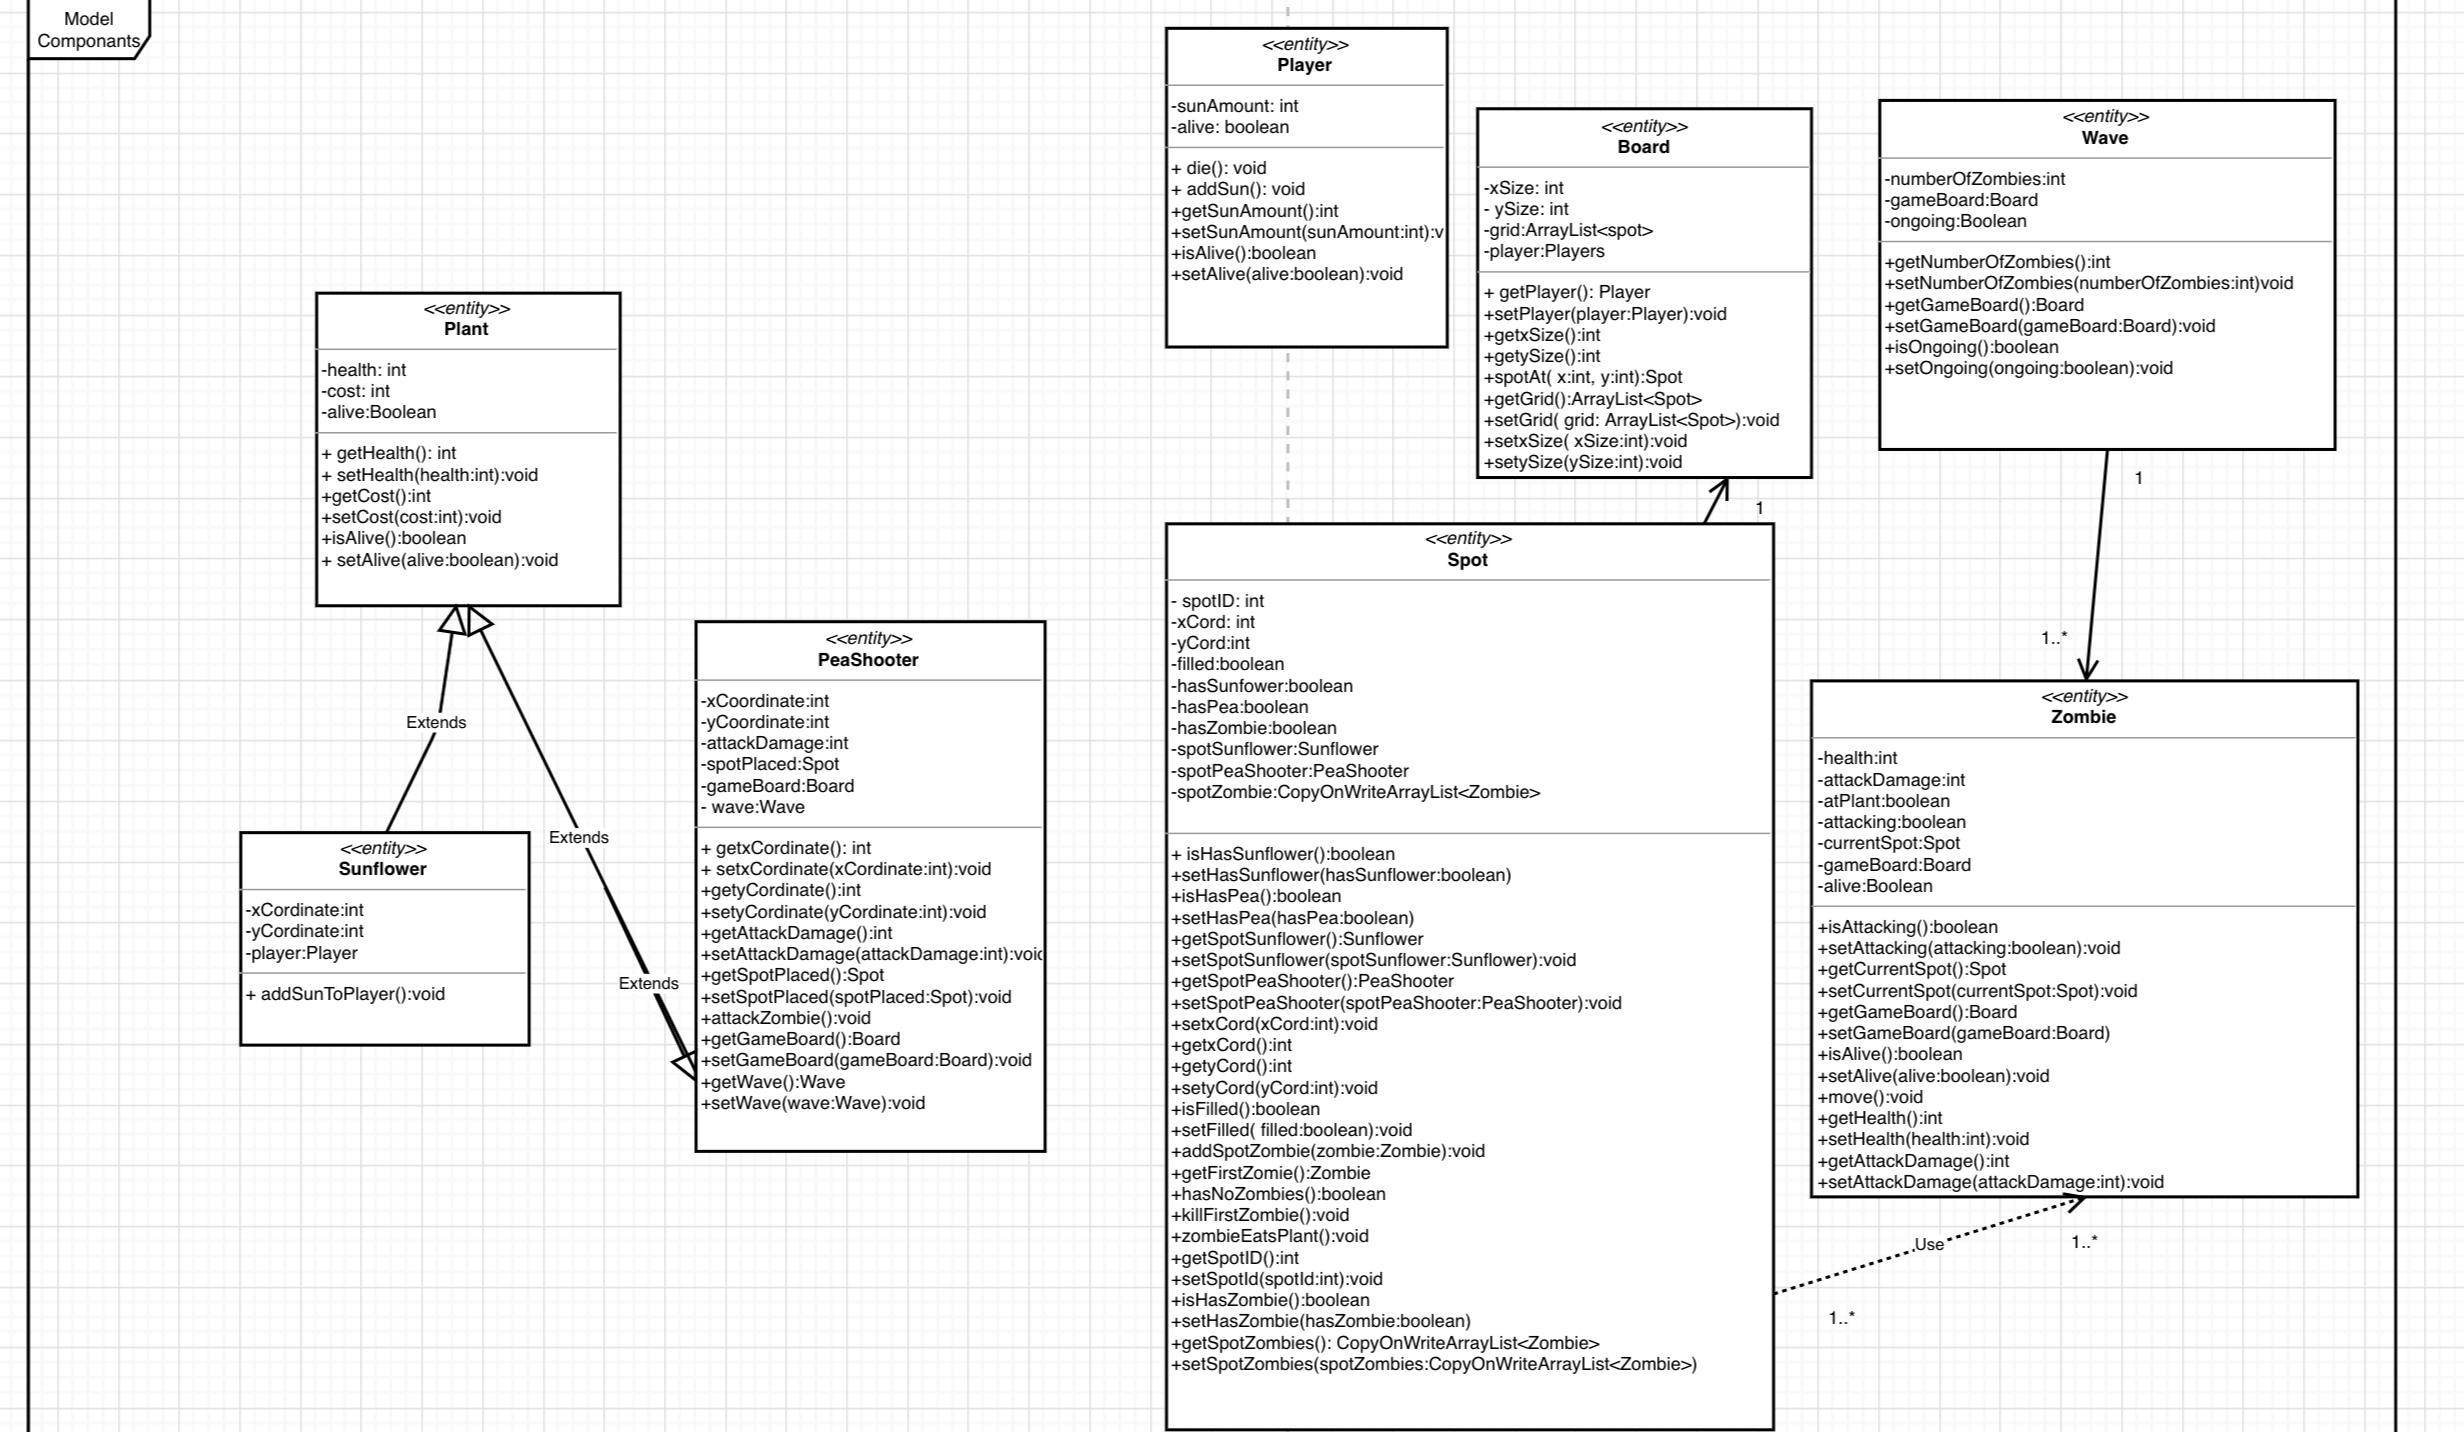 Model
Componants
<<entity>>
Player
-sunAmount: int
-alive: boolean
+ die(): void
+ addSun(): void
+getSunAmount():int
+setSunAmount(sunAmount:int):v
+isAlive():boolean
+setAlive(alive:boolean):void
<<entity>>
Board
-xSize: int
- ySize: int
-grid:ArrayList<spot>
-player:Players
+ getPlayer(): Player
+setPlayer(player:Player):void
+getxSize():int
+getySize():int
+spotAt( x:int, y:int):Spot
+getGrid():ArrayList<Spot>
+setGrid( grid: ArrayList<Spot>):void
+setxSize( xSize:int):void
+setySize(ySize:int):void
<<entity>>
Wave
-numberOfZombies:int
-gameBoard:Board
-ongoing:Boolean
+getNumberOfZombies():int
+setNumberOfZombies(numberOfZombies:int)void
+getGameBoard():Board
+setGameBoard(gameBoard:Board):void
+isOngoing():boolean
+setOngoing(ongoing:boolean):void
<<entity>>
Plant
-health: int
-cost: int
-alive:Boolean
+ getHealth(): int
+ setHealth(health:int):void
+getCost():int
+setCost(cost:int):void
+isAlive():boolean
+ setAlive(alive:boolean):void
1
1
1..*
Extends
Extends
Extends
<<entity>>
Sunflower
-xCordinate:int
-yCordinate:int
-player:Player
+ addSunToPlayer():void
<<entity>>
PeaShooter
-xCoordinate:int
-yCoordinate:int
-attackDamage:int
-spotPlaced:Spot
-gameBoard:Board
- wave:Wave
+ getxCordinate(): int
+ setxCordinate(xCordinate:int):void
+getyCordinate():int
+setyCordinate(yCordinate:int):void
+getAttackDamage():int
+setAttackDamage(attackDamage:int):void
+getSpotPlaced():Spot
+setSpotPlaced(spotPlaced:Spot):void
+attackZombie():void
+getGameBoard():Board
+setGameBoard(gameBoard:Board):void
+getWave():Wave
+setWave(wave:Wave):void
<<entity>>
Spot
- spotID: int
-xCord: int
-yCord:int
-filled:boolean
-hasSunfower:boolean
-hasPea:boolean
-hasZombie:boolean
-spotSunflower:Sunflower
-spotPeaShooter:PeaShooter
-spotZombie:CopyOnWriteArrayList<Zombie>
+ isHasSunflower():boolean
+setHasSunflower(hasSunflower:boolean)
+isHasPea():boolean
+setHasPea(hasPea:boolean)
+getSpotSunflower():Sunflower
+setSpotSunflower(spotSunflower:Sunflower):void
+getSpotPeaShooter():PeaShooter
+setSpotPeaShooter(spotPeaShooter:PeaShooter):void
+setxCord(xCord:int):void
+getxCord():int
+getyCord():int
+setyCord(yCord:int):void
+isFilled():boolean
+setFilled( filled:boolean):void
+addSpotZombie(zombie:Zombie):void
+getFirstZomie():Zombie
+hasNoZombies():boolean
+killFirstZombie():void
+zombieEatsPlant():void
+getSpotID():int
+setSpotId(spotId:int):void
+isHasZombie():boolean
+setHasZombie(hasZombie:boolean)
+getSpotZombies(): CopyOnWriteArrayList<Zombie>
+setSpotZombies(spotZombies:CopyOnWriteArrayList<Zombie>)
<<entity>>
Zombie
-health:int
-attackDamage:int
-atPlant:boolean
-attacking:boolean
-currentSpot:Spot
-gameBoard:Board
-alive:Boolean
+isAttacking():boolean
+setAttacking(attacking:boolean):void
+getCurrentSpot():Spot
+setCurrentSpot(currentSpot:Spot):void
+getGameBoard():Board
+setGameBoard(gameBoard:Board)
+isAlive():boolean
+setAlive(alive:boolean):void
+move():void
+getHealth():int
+setHealth(health:int):void
+getAttackDamage():int
+setAttackDamage(attackDamage:int):void
Use
1..*
1..*